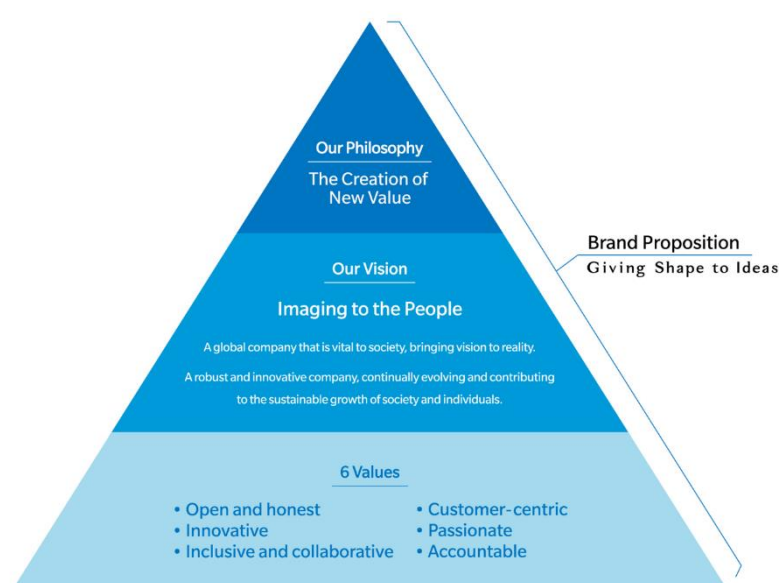 Our Philosophy
The Creation of
New Value
Our Vision
Imaging to the People
A global company that is vital to society, bringing vision to reality.
A robust and innovative company, continually evolving and contributing
to the sustainable growth of society and individuals.
6 Values
• Open and honest
• Innovative
• Inclusive and collaborative
• Customer-centric
• Passionate
• Accountable
Brand Proposition
Giving Shape to Ideas